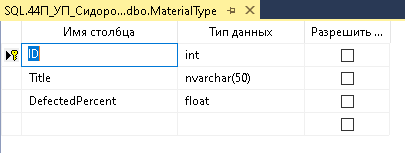 SQL.44П_УП_Сидоро...dbo.MaterialType
Имя столбца Тип данных Разрешить ...
ID int
Title nvarchar(50)
DefectedPercent float